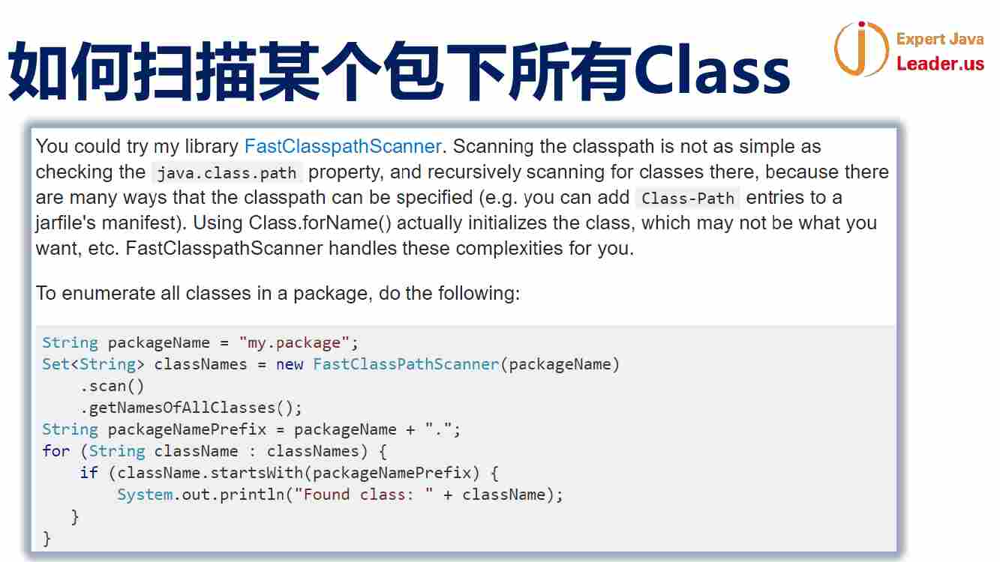 如何扫描某个包下所有Class
Expert Java
Leader.us
You could try my library FastClasspathScanner. Scanning the classpath is not as simple as
checking the java.class.path property, and recursively scanning for classes there, because there
are many ways that the classpath can be specified (e.g. you can add Class-Path entries to a
jarfile's manifest). Using Class.forName() actually initializes the class, which may not be what you
want, etc. FastClasspathScanner handles these complexities for you.
To enumerate all classes in a package, do the following:
String packageName = "my.package";
Set<String> classNames = new FastClassPathScanner(packageName)
    .scan()
    .getNamesOfAllClasses();
String packageNamePrefix = packageName + ".";
for (String className : classNames) {
    if (className.startsWith(packageNamePrefix) {
        System.out.println("Found class: " + className);
   }
}